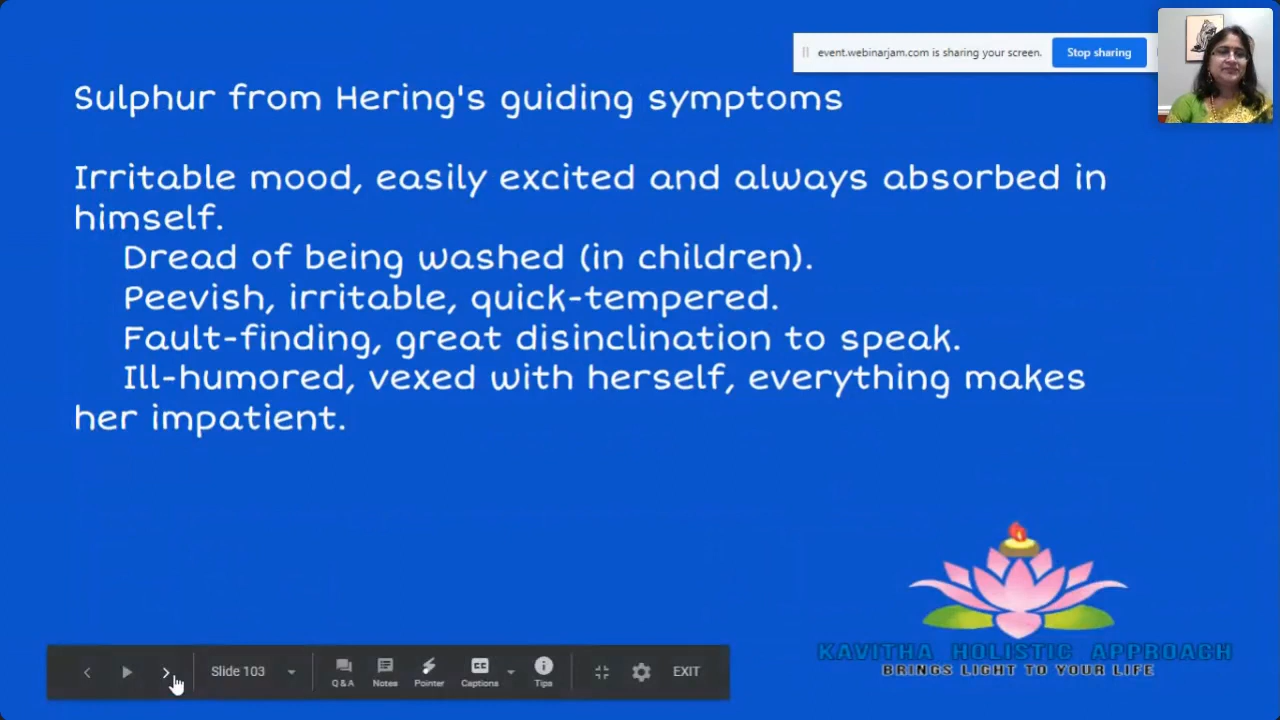 event.webinarjam.com is sharing your screen. Stop sharing
Sulphur from Hering's guiding symptoms
Irritable mood, easily excited and always absorbed in
himself.
Dread of being washed (in children).
Peevish, irritable, quick-tempered.
Fault-finding, great disinclination to speak.
Ill-humored, vexed with herself, everything makes
her impatient.
KAVITHA HOLISTIC APPROACH
BRINGS LIGHT TO YOUR LIFE
Slide 103 Q&A Notes Pointer CC Captions Tips EXIT